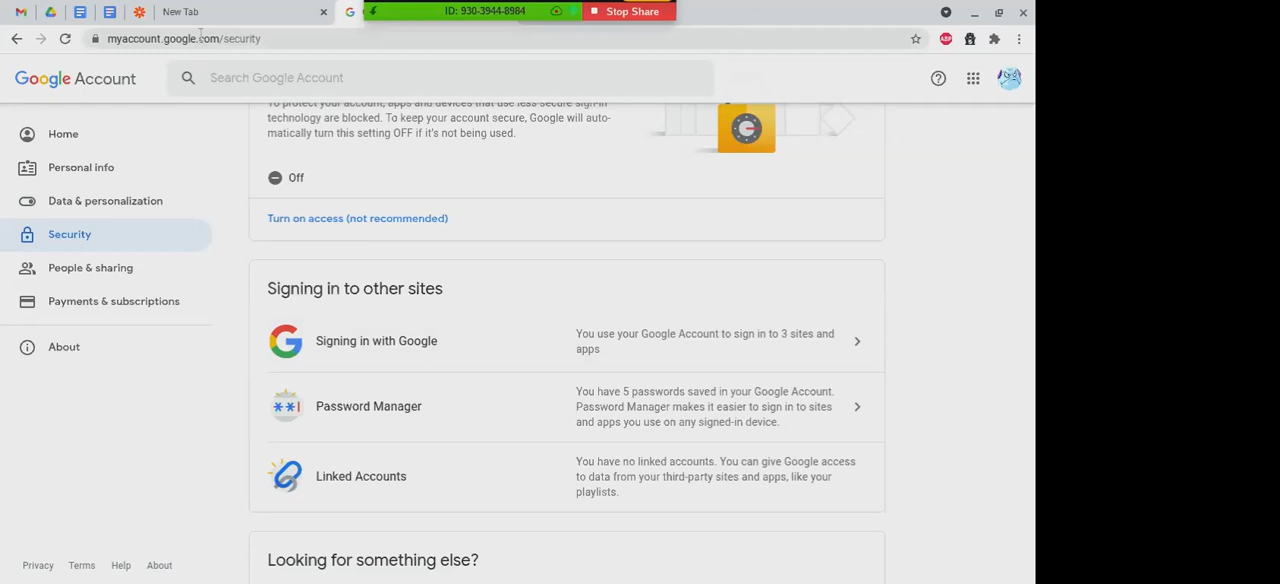 New Tab
ID: 930-3944-8984
Stop Share
myaccount.google.com/security
ABP
Google Account
Search Google Account
To protect your account, apps and devices that use less secure sign-in
technology are blocked. To keep your account secure, Google will auto-
matically turn this setting OFF if it's not being used.
Off
Turn on access (not recommended)
Home
Personal info
Data & personalization
Security
People & sharing
Payments & subscriptions
About
Signing in to other sites
Signing in with Google
You use your Google Account to sign in to 3 sites and
apps
Password Manager
You have 5 passwords saved in your Google Account.
Password Manager makes it easier to sign in to sites
and apps you use on any signed-in device.
Linked Accounts
You have no linked accounts. You can give Google access
to data from your third-party sites and apps, like your
playlists.
Looking for something else?
Privacy Terms Help About